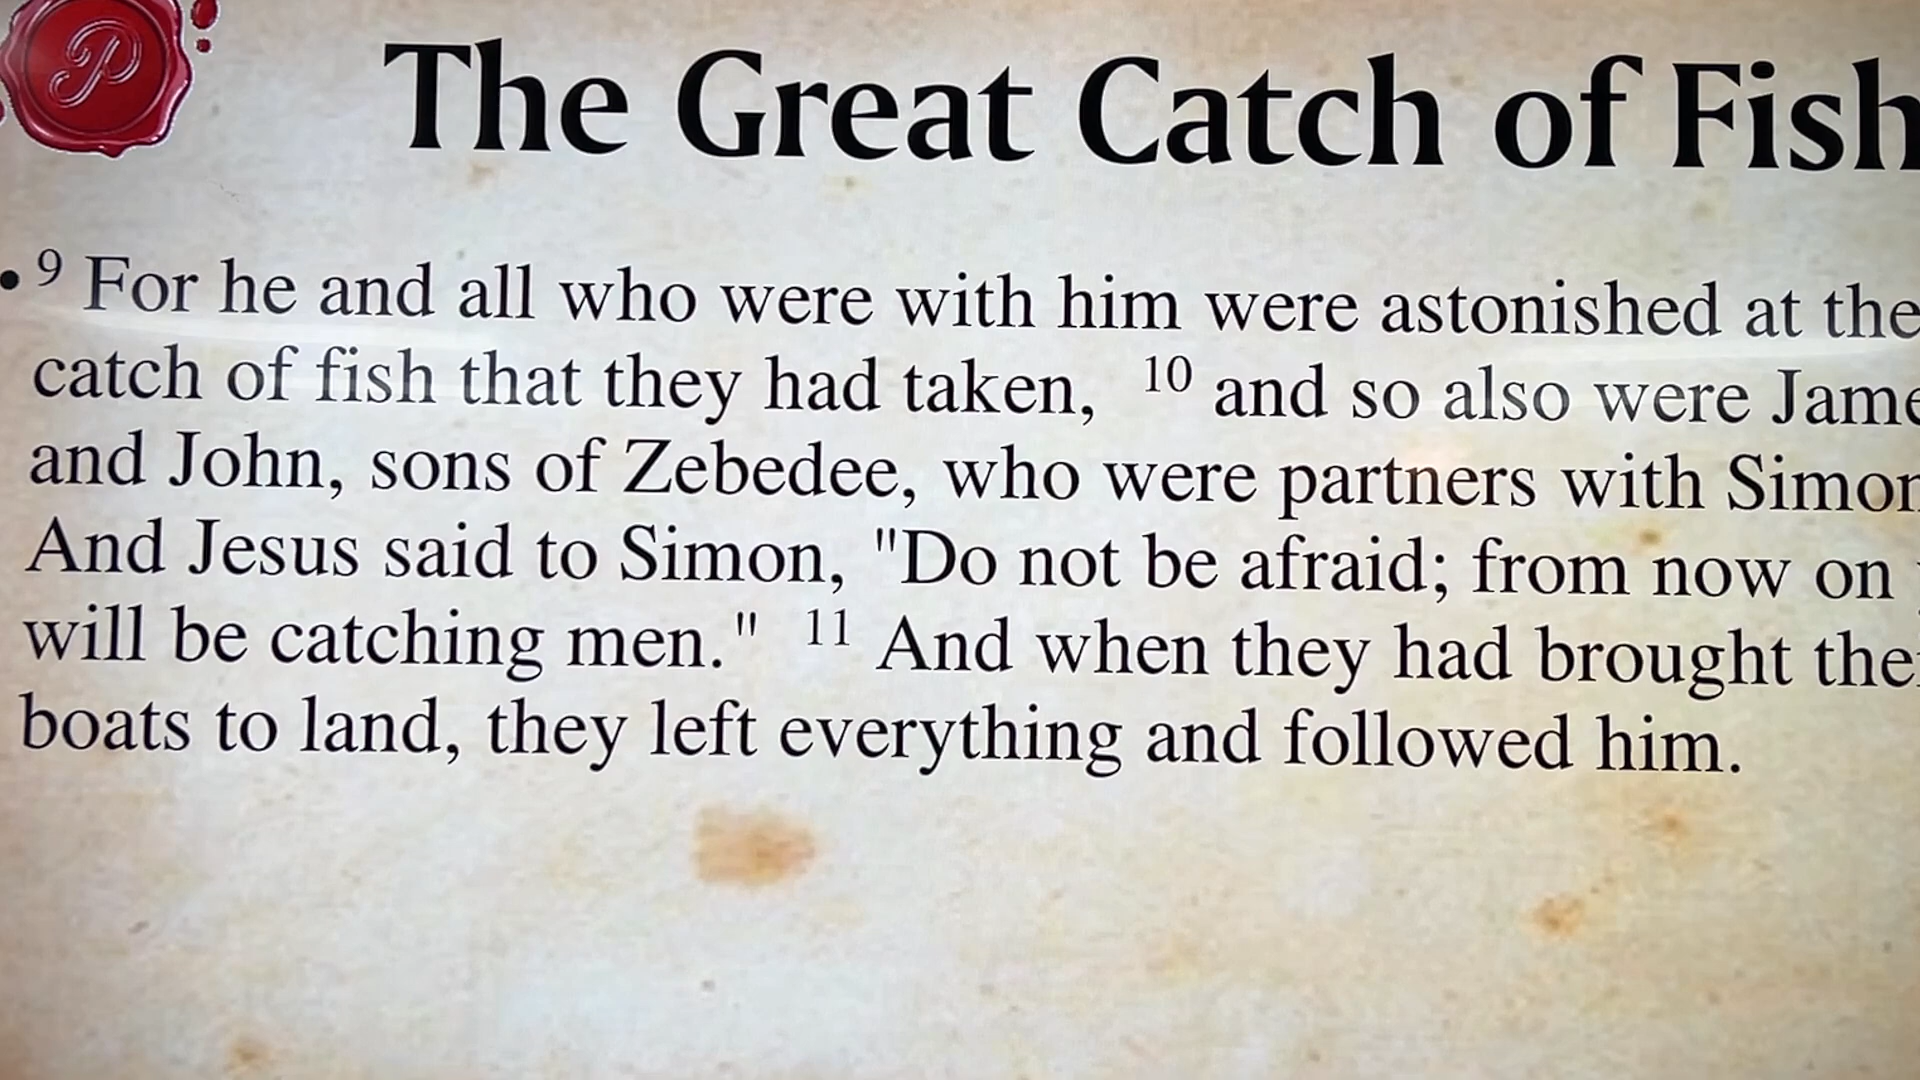 P
The Great Catch of Fish
• 9 For he and all who were with him were astonished at the
catch of fish that they had taken, 10 and so also were Jame
and John, sons of Zebedee, who were partners with Simon
And Jesus said to Simon, "Do not be afraid; from now on
will be catching men." 11 And when they had brought thei
boats to land, they left everything and followed him.